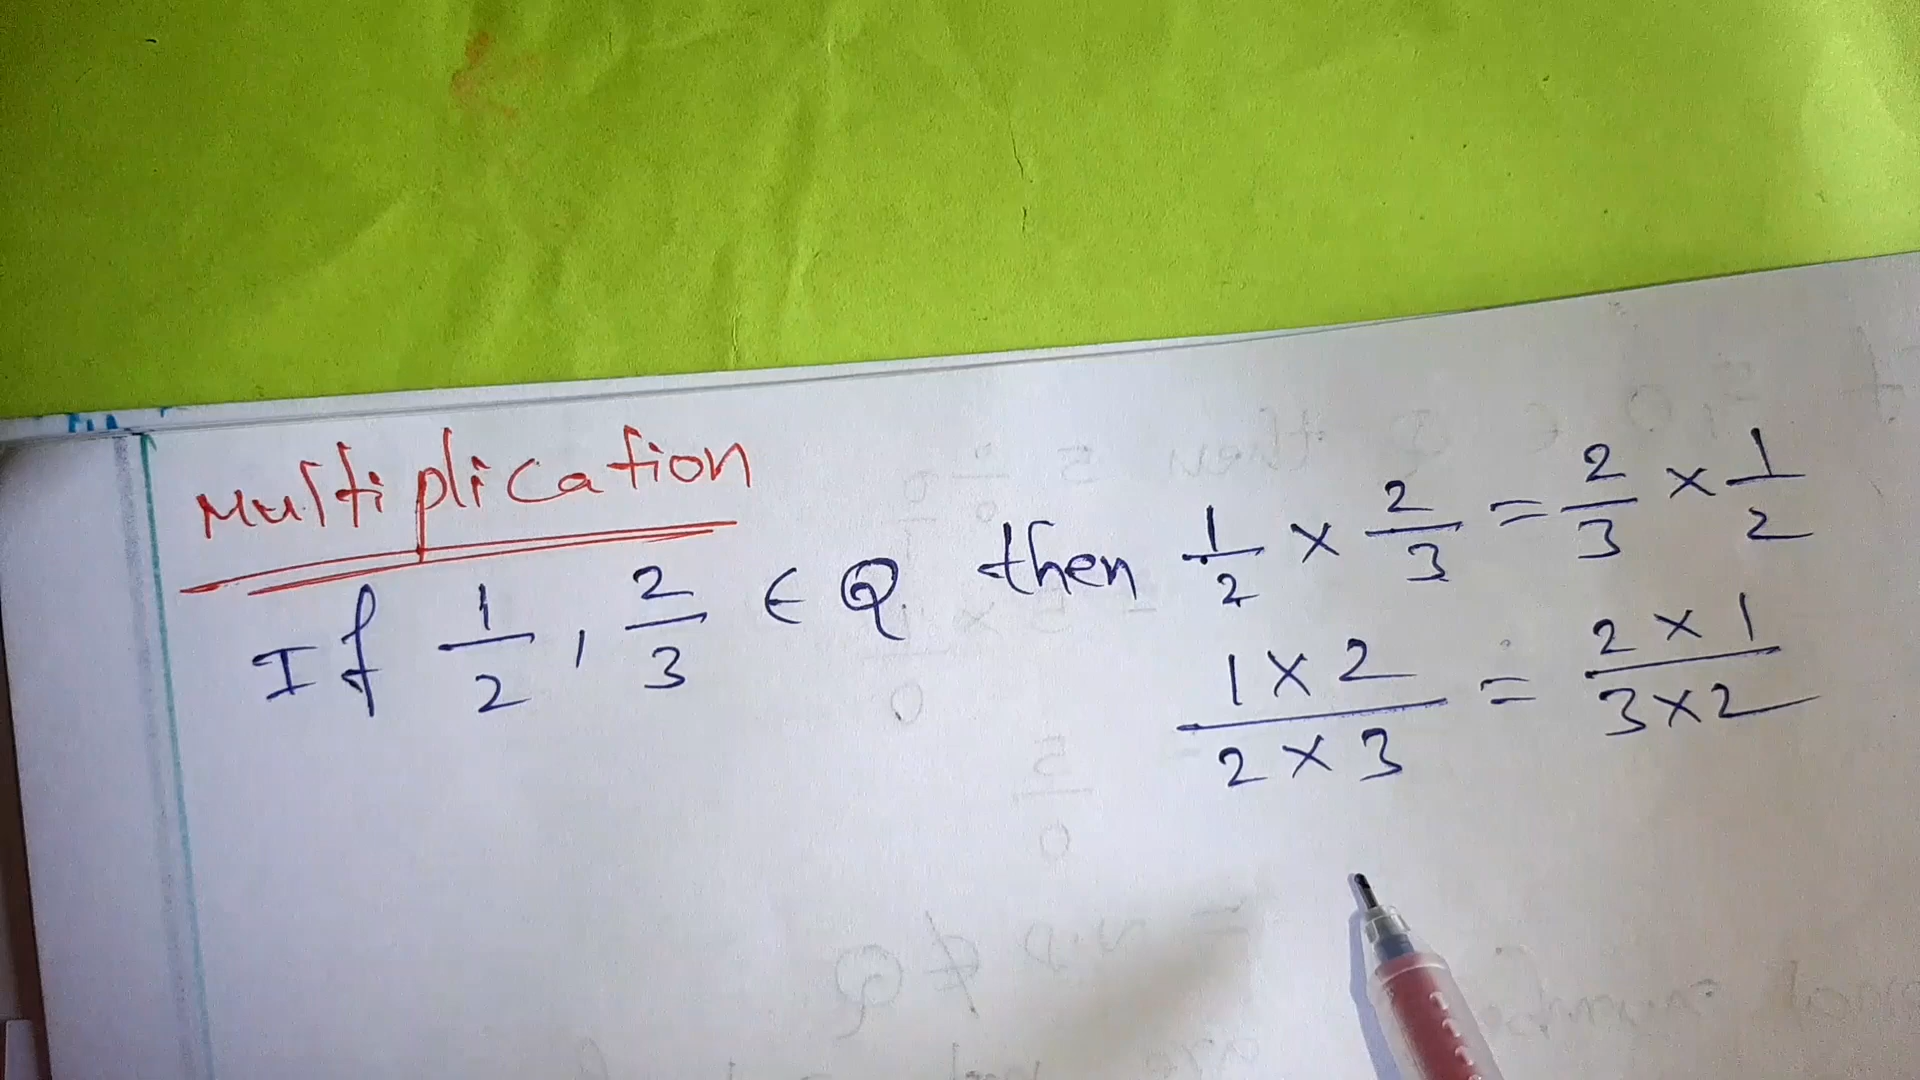 Multiplication
If 1/2, 2/3 ∈ Q then 1/2 × 2/3 = 2/3 × 1/2
1×2/2×3 = 2×1/3×2